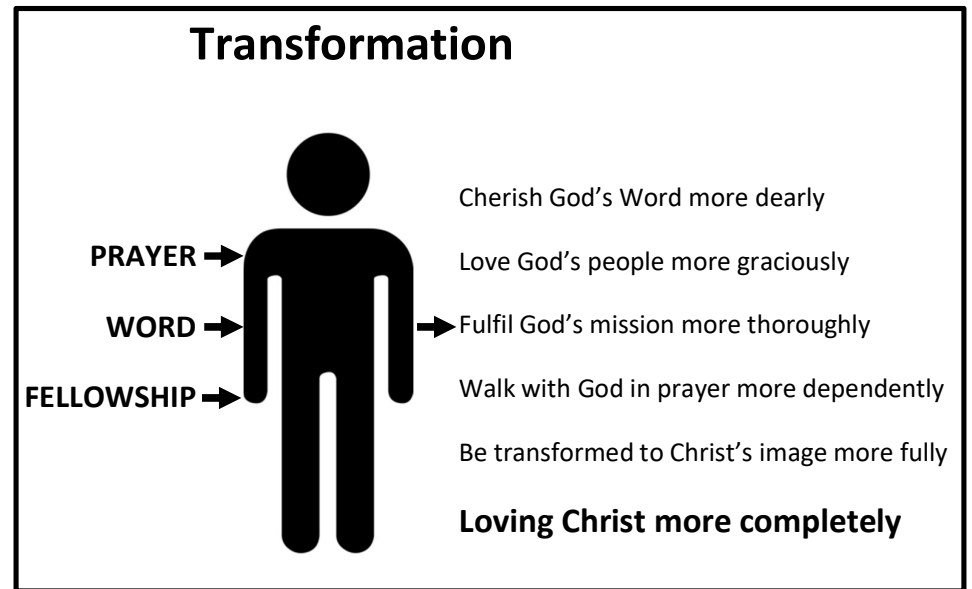 Transformation
PRAYER
WORD
FELLOWSHIP
Cherish God’s Word more dearly
Love God’s people more graciously
Fulfil God’s mission more thoroughly
Walk with God in prayer more dependently
Be transformed to Christ’s image more fully
Loving Christ more completely